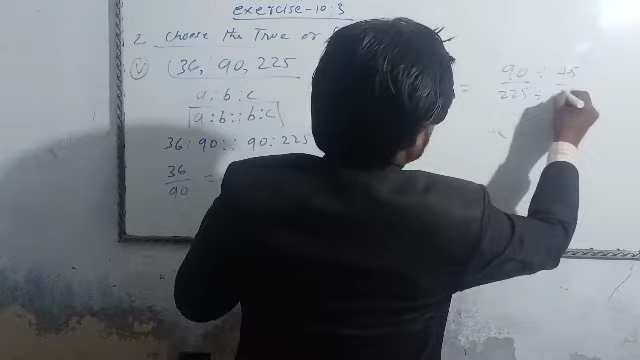 exercise-10.3
2. Choose the True or
(V) (36, 90, 225
a : b : c
a : b :: b : c
36 : 90 :: 90 : 225
36/90 =
= 90 ÷ 45
225 ÷